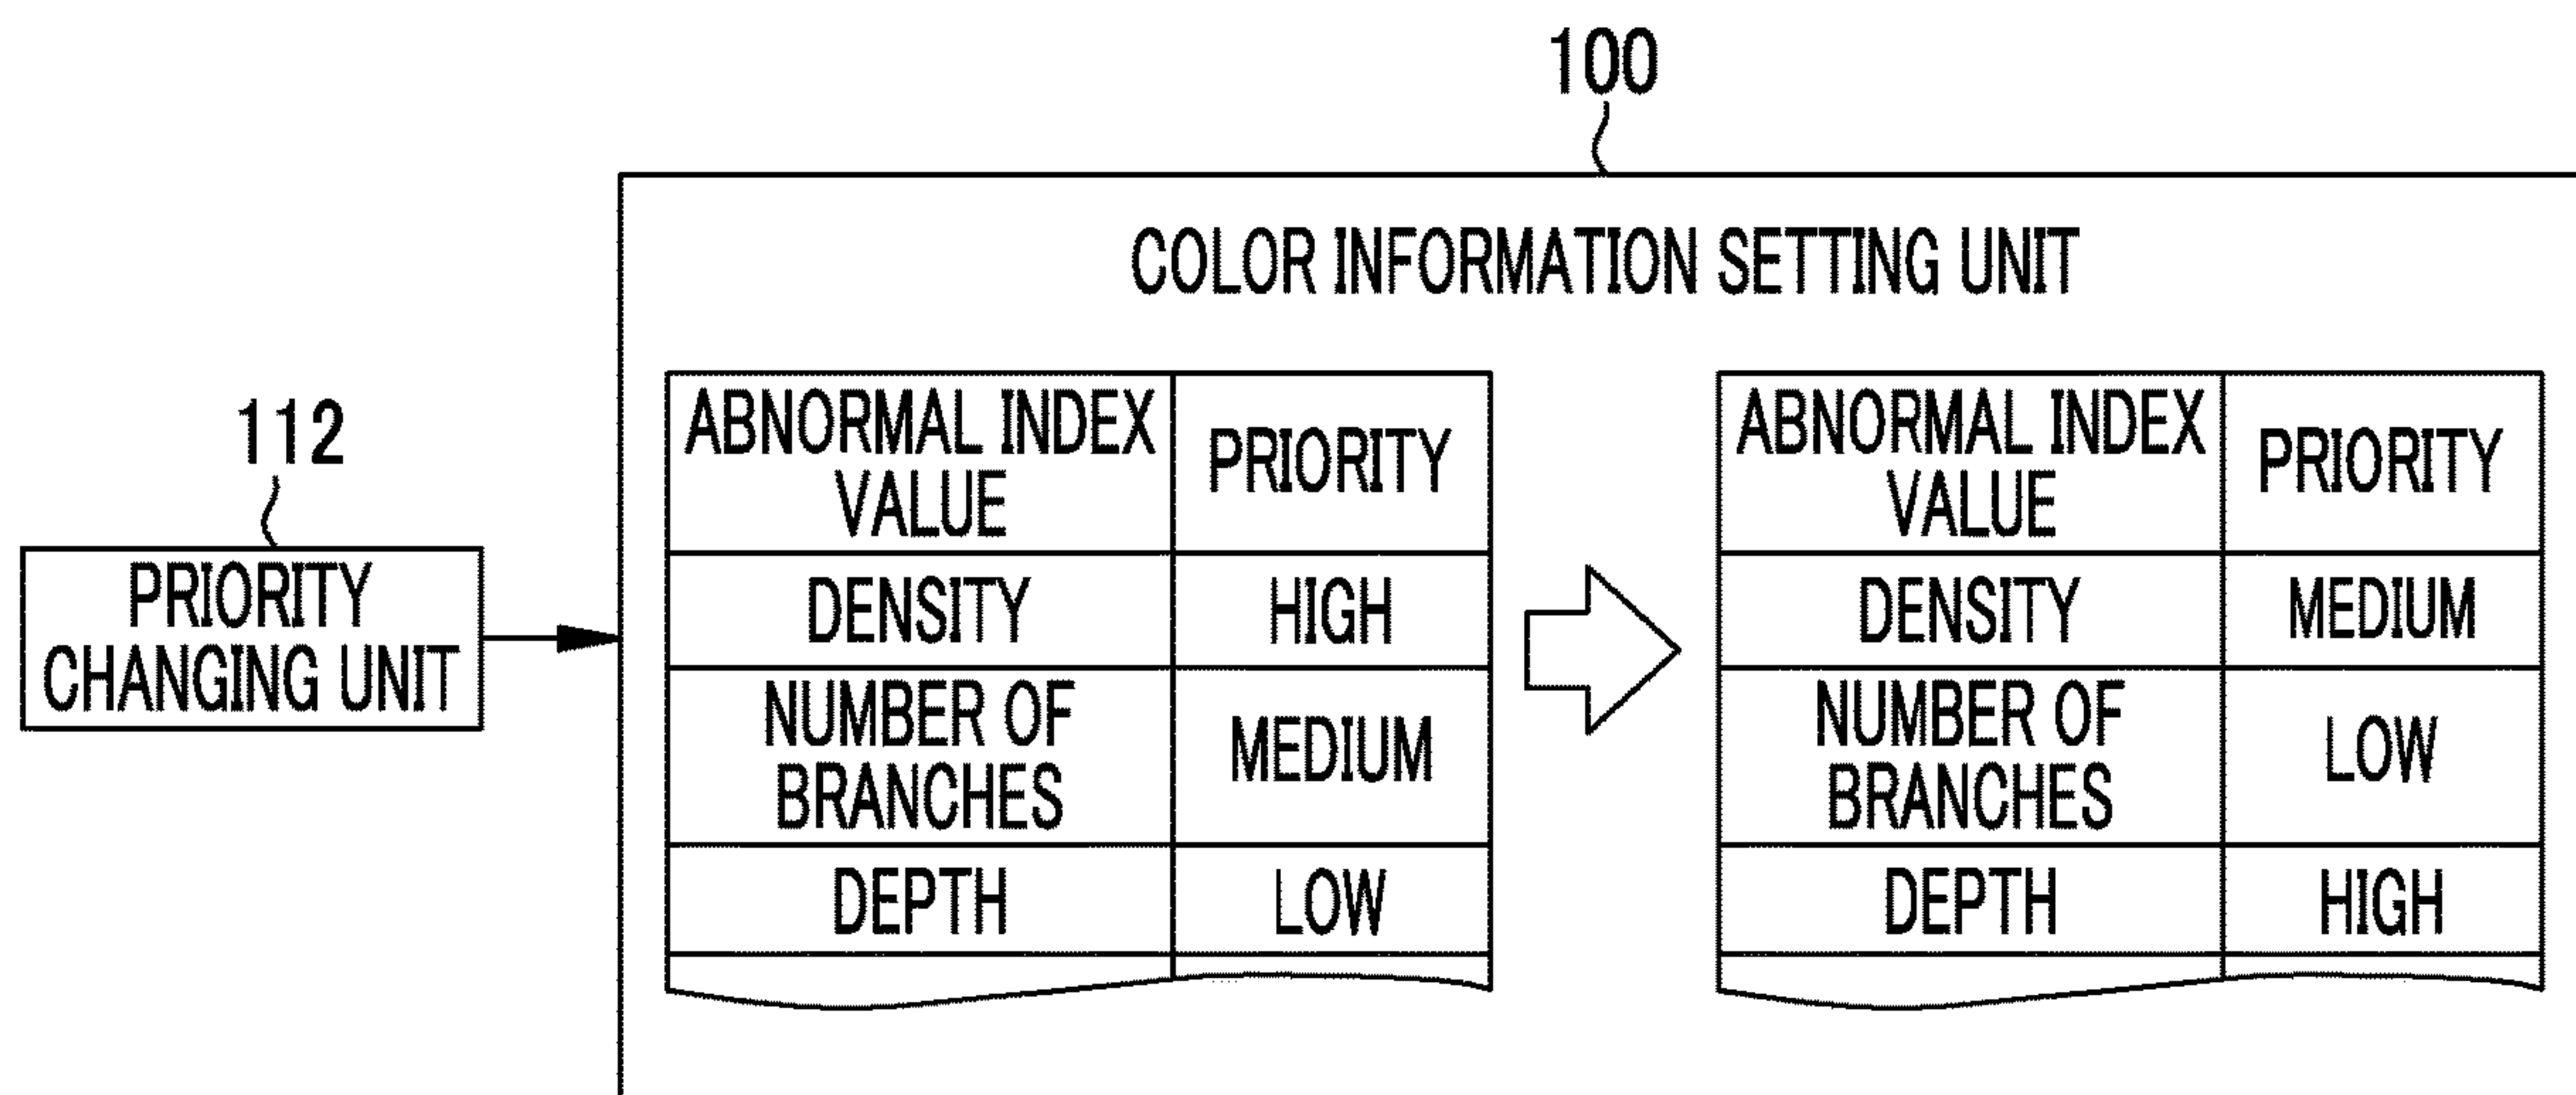 100
COLOR INFORMATION SETTING UNIT
112
PRIORITY
CHANGING UNIT
ABNORMAL INDEX
VALUE
PRIORITY
DENSITY
HIGH
NUMBER OF
BRANCHES
MEDIUM
DEPTH
LOW
ABNORMAL INDEX
VALUE
PRIORITY
DENSITY
MEDIUM
NUMBER OF
BRANCHES
LOW
DEPTH
HIGH